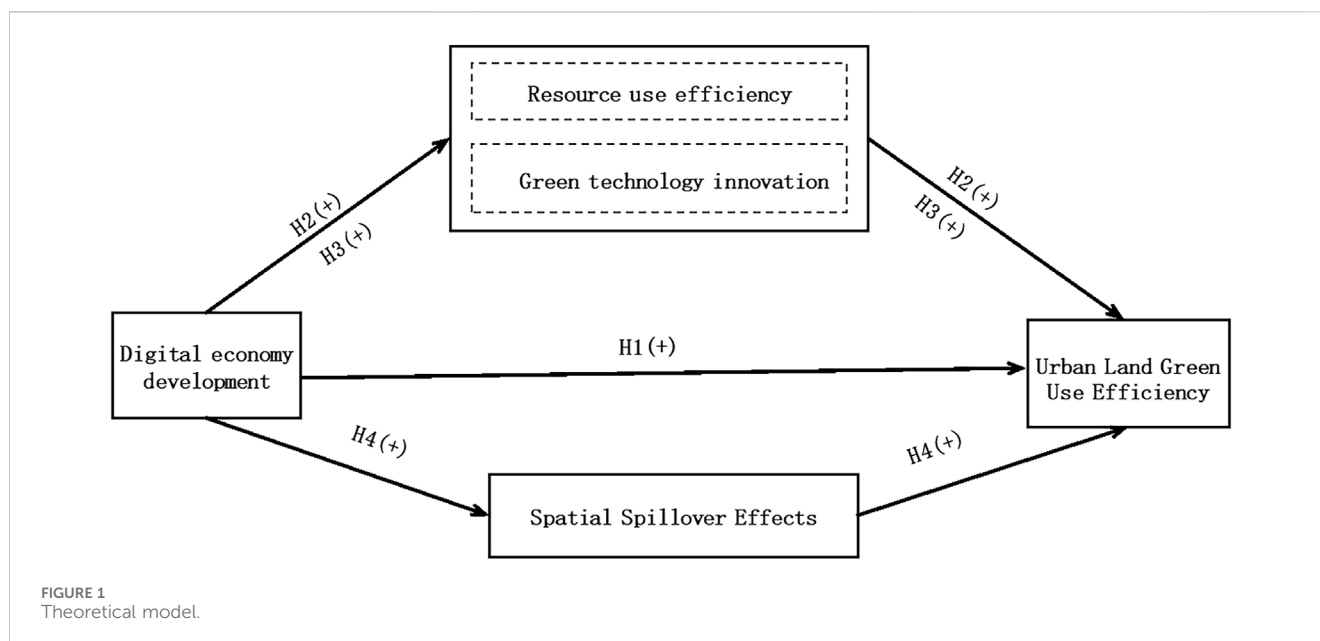 Resource use efficiency
Green technology innovation
H2(+)
H3(+)
H2(+)
H3(+)
Digital economy
development
H1(+)
Urban Land Green
Use Efficiency
H4(+)
H4(+)
Spatial Spillover Effects
FIGURE 1
Theoretical model.